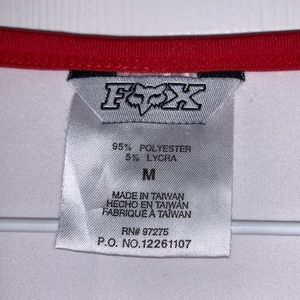 FOX
95% POLYESTER
5% LYCRA
M
MADE IN TAIWAN
HECHO EN TAIWAN
FABRIQUÉ À TAIWAN
RN# 97275
P.O. NO.12261107